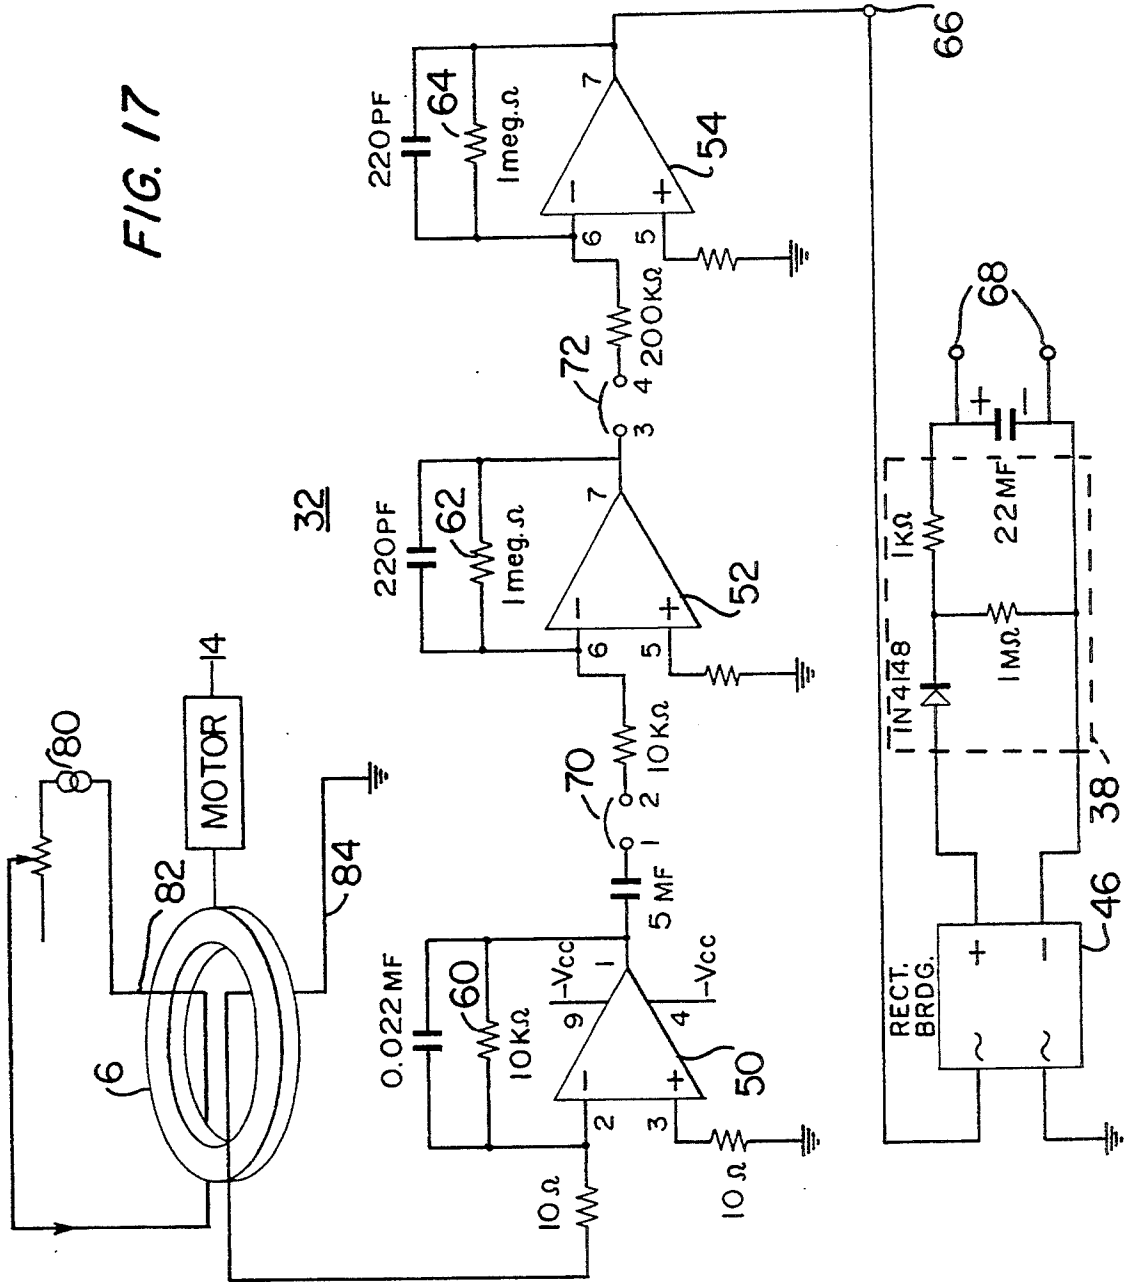 FIG. 17
32
80
MOTOR
14
82
84
6
0.022MF
60
10KΩ
-Vcc
9
1
2
3
4
-Vcc
50
10Ω
10Ω
5MF
70
1
2
10KΩ
220PF
62
1meg.Ω
7
6
5
52
72
3
4
200KΩ
220PF
64
1meg.Ω
7
6
5
54
66
RECT.
BRDG.
46
1N4148
1KΩ
1MΩ
38
22MF
68